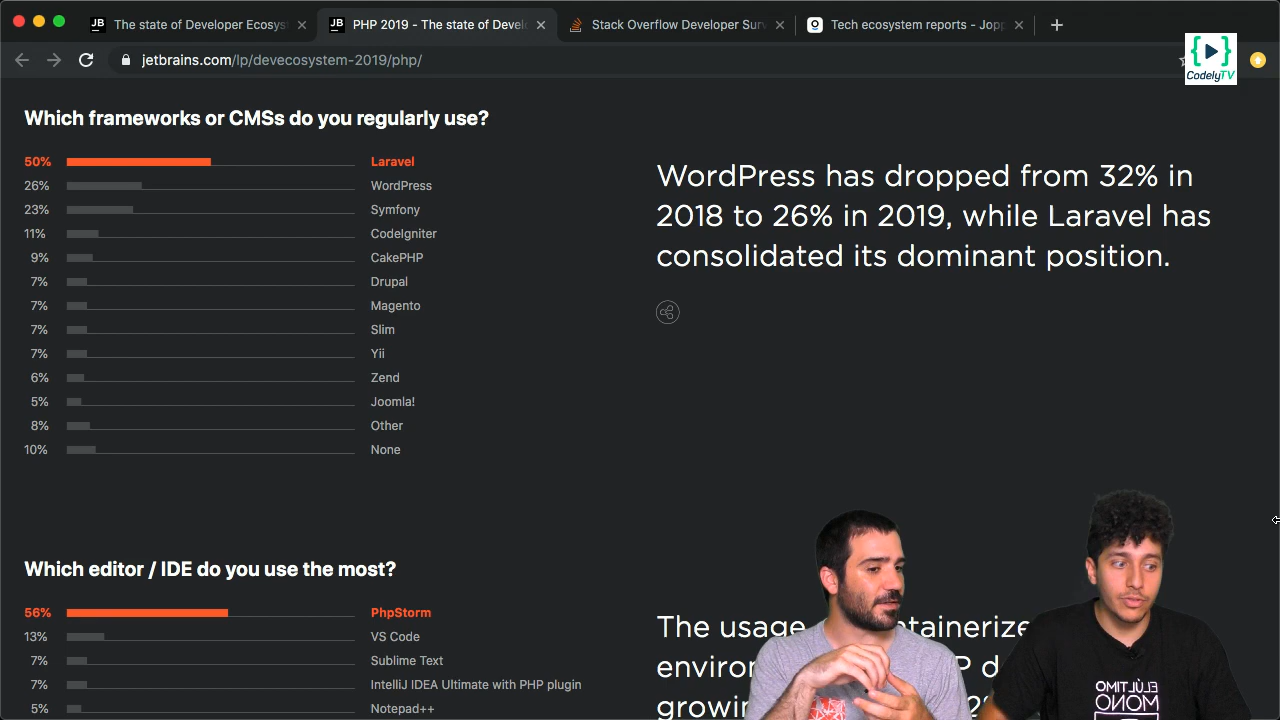 The state of Developer Ecosys
PHP 2019 - The state of Devel
Stack Overflow Developer Surv
Tech ecosystem reports - Jopp
jetbrains.com/lp/devecosystem-2019/php/
CodelyTV
Which frameworks or CMSs do you regularly use?
50% Laravel
26% WordPress
23% Symfony
11% CodeIgniter
9% CakePHP
7% Drupal
7% Magento
7% Slim
7% Yii
6% Zend
5% Joomla!
8% Other
10% None
WordPress has dropped from 32% in
2018 to 26% in 2019, while Laravel has
consolidated its dominant position.
Which editor / IDE do you use the most?
56% PhpStorm
13% VS Code
7% Sublime Text
7% IntelliJ IDEA Ultimate with PHP plugin
5% Notepad++
The usage ntainerize
environ P d
growin 2
EL ÚLTIMO
MONO